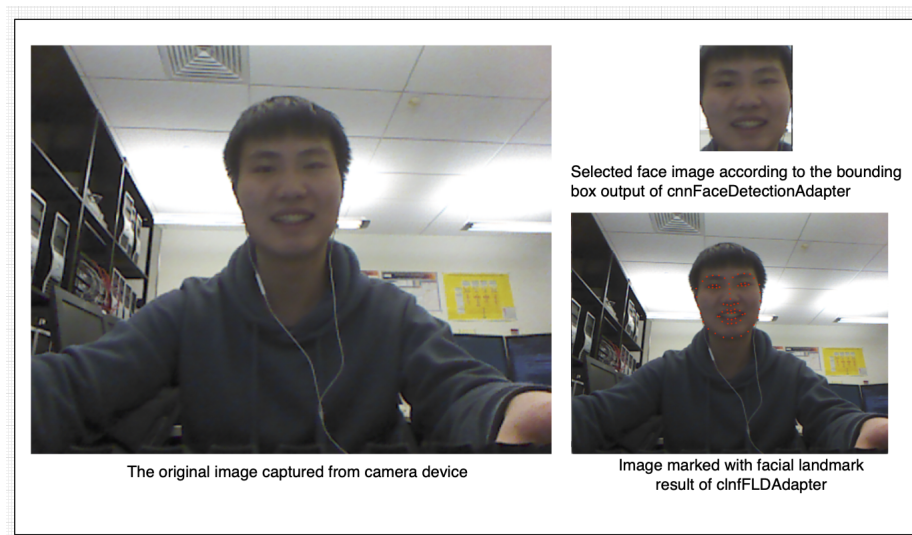 Selected face image according to the bounding
box output of cnnFaceDetectionAdapter
The original image captured from camera device
Image marked with facial landmark
result of clnfFLDAdapter